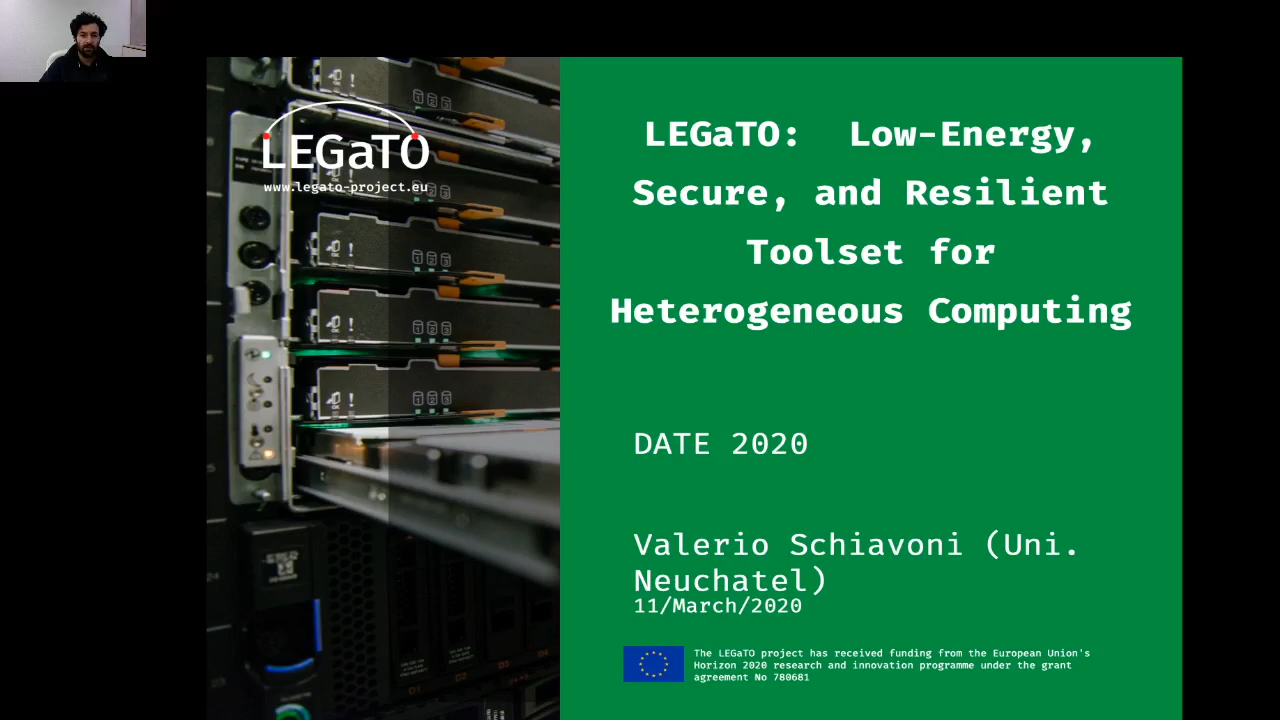 LEGaTO
www.legato-project.eu
LEGaTO: Low-Energy,
Secure, and Resilient
Toolset for
Heterogeneous Computing
DATE 2020
Valerio Schiavoni (Uni.
Neuchatel)
11/March/2020
The LEGaTO project has received funding from the European Union's
Horizon 2020 research and innovation programme under the grant
agreement No 780681